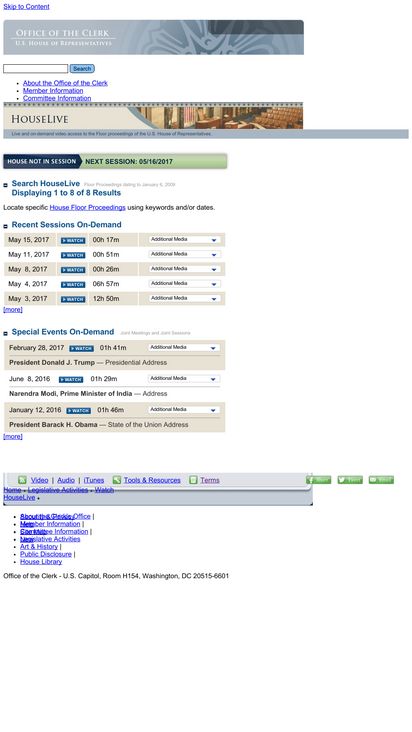 Skip to Content
OFFICE OF THE CLERK
U.S. HOUSE OF REPRESENTATIVES
Search
About the Office of the Clerk
Member Information
Committee Information
HOUSELIVE
Live and on-demand video access to the Floor proceedings of the U.S. House of Representatives.
HOUSE NOT IN SESSION NEXT SESSION: 05/16/2017
Search HouseLive Floor Proceedings dating to January 6, 2009
Displaying 1 to 8 of 8 Results
Locate specific House Floor Proceedings using keywords and/or dates.
Recent Sessions On-Demand
May 15, 2017 WATCH 00h 17m Additional Media
May 11, 2017 WATCH 00h 51m Additional Media
May 8, 2017 WATCH 00h 26m Additional Media
May 4, 2017 WATCH 06h 57m Additional Media
May 3, 2017 WATCH 12h 50m Additional Media
[more]
Special Events On-Demand Joint Meetings and Joint Sessions
February 28, 2017 WATCH 01h 41m Additional Media
President Donald J. Trump — Presidential Address
June 8, 2016 WATCH 01h 29m Additional Media
Narendra Modi, Prime Minister of India — Address
January 12, 2016 WATCH 01h 46m Additional Media
President Barack H. Obama — State of the Union Address
[more]
Video | Audio | iTunes Tools & Resources Terms Share Tweet Email
Home Legislative Activities Watch
HouseLive
Office |
Member Information |
Committee Information |
Legislative Activities
Art & History |
Public Disclosure |
House Library
Office of the Clerk - U.S. Capitol, Room H154, Washington, DC 20515-6601